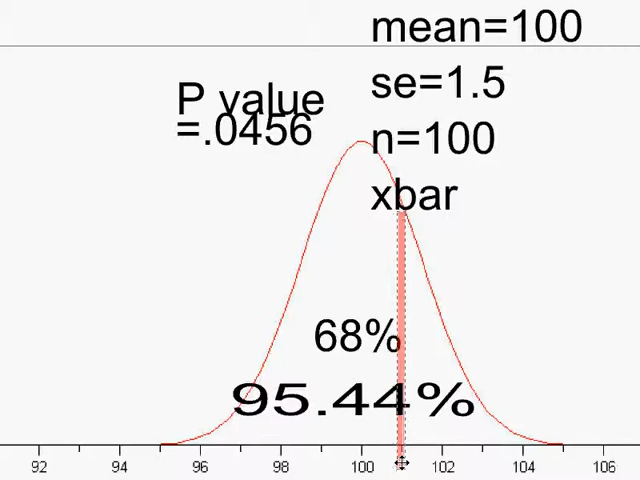 mean=100
se=1.5
n=100
xbar
P value
=.0456
68%
95.44%
92 94 96 98 100 102 104 106